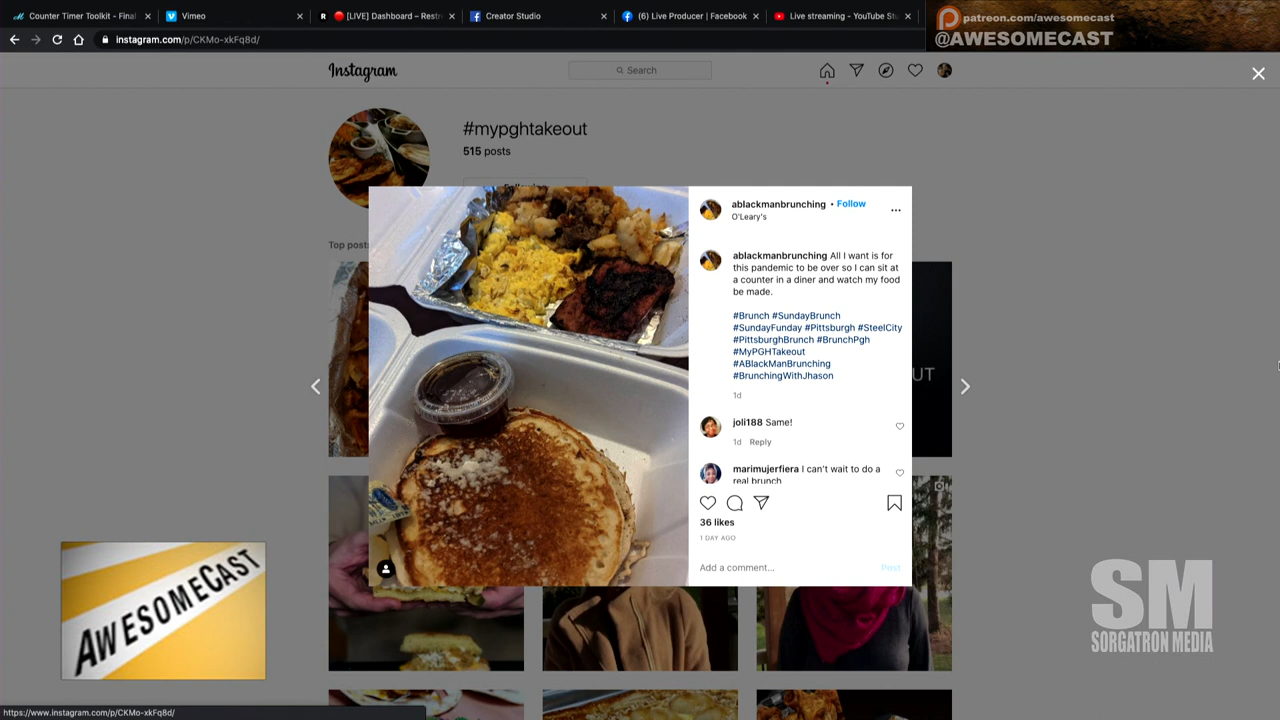 Counter Timer Toolkit - Final
Vimeo
[LIVE] Dashboard - Restr
Creator Studio
(6) Live Producer | Facebook
Live streaming - YouTube Stu
patreon.com/awesomecast
@AWESOMECAST
instagram.com/p/CKMo-xkFq8d/
Instagram
Search
#mypghtakeout
515 posts
Following
Top posts
ablackmanbrunching • Follow
O'Leary's
ablackmanbrunching All I want is for
this pandemic to be over so I can sit at
a counter in a diner and watch my food
be made.
#Brunch #SundayBrunch
#SundayFunday #Pittsburgh #SteelCity
#PittsburghBrunch #BrunchPgh
#MyPGHTakeout
#ABlackManBrunching
#BrunchingWithJhason
1d
joli188 Same!
1d Reply
marimujerfiera I can't wait to do a
real brunch
36 likes
1 DAY AGO
Add a comment...
Post
UT
AWESOMECAST
SM
SORGATRON MEDIA
https://www.instagram.com/p/CKMo-xkFq8d/